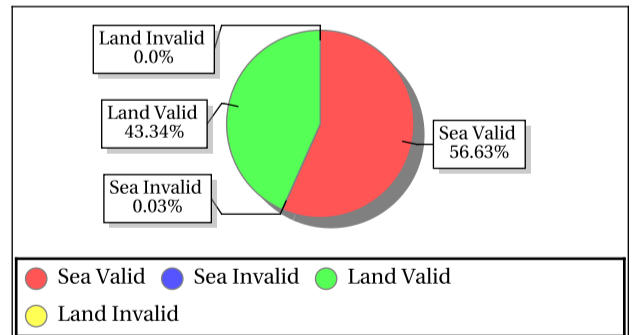 Land Invalid
0.0%
Land Valid
43.34%
Sea Valid
56.63%
Sea Invalid
0.03%
Sea Valid Sea Invalid Land Valid
Land Invalid